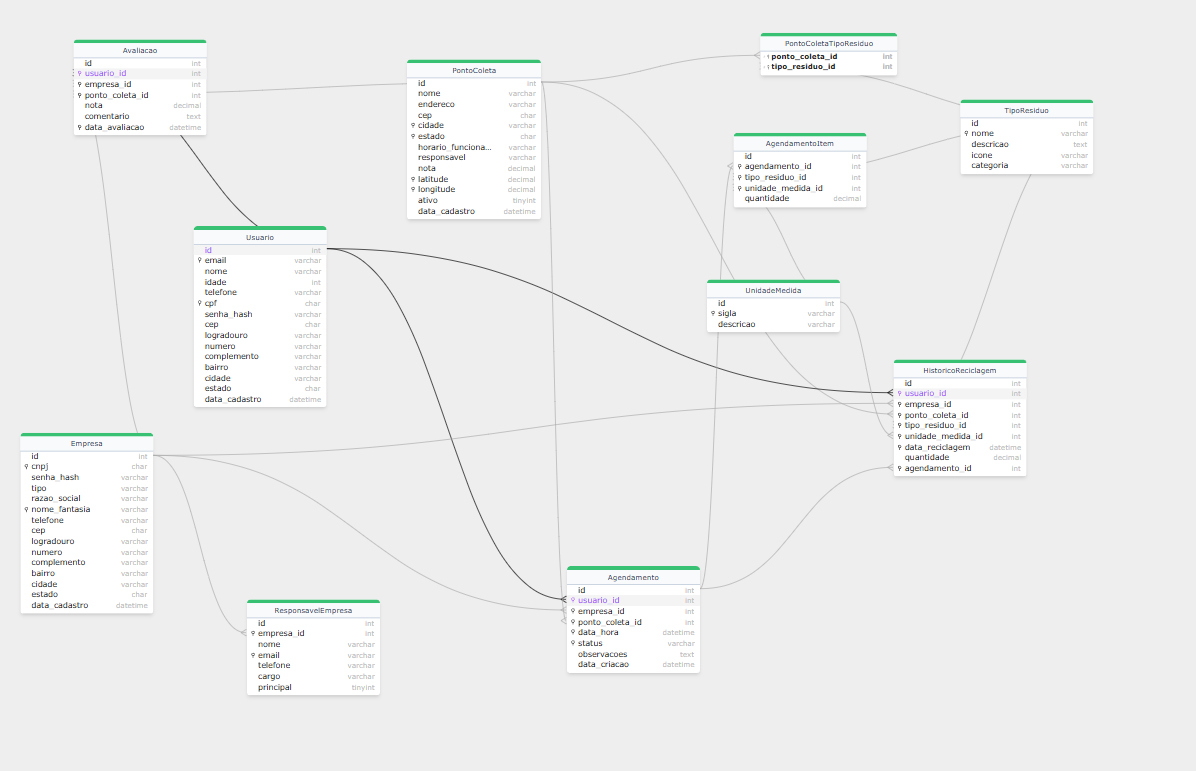 Avaliacao
id int
usuario_id int
empresa_id int
ponto_coleta_id int
nota decimal
comentario text
data_avaliacao datetime
PontoColeta
id int
nome varchar
endereco varchar
cep char
cidade varchar
estado char
horario_funciona... varchar
responsavel varchar
nota decimal
latitude decimal
longitude decimal
ativo tinyint
data_cadastro datetime
PontoColetaTipoResiduo
ponto_coleta_id int
tipo_residuo_id int
TipoResiduo
id int
nome varchar
descricao text
icone varchar
categoria varchar
AgendamentoItem
id int
agendamento_id int
tipo_residuo_id int
unidade_medida_id int
quantidade decimal
Usuario
id int
email varchar
nome varchar
idade int
telefone varchar
cpf char
senha_hash varchar
cep char
logradouro varchar
numero varchar
complemento varchar
bairro varchar
cidade varchar
estado char
data_cadastro datetime
UnidadeMedida
id int
sigla varchar
descricao varchar
HistoricoReciclagem
id int
usuario_id int
empresa_id int
ponto_coleta_id int
tipo_residuo_id int
unidade_medida_id int
data_reciclagem datetime
quantidade decimal
agendamento_id int
Empresa
id int
cnpj char
senha_hash varchar
tipo varchar
razao_social varchar
nome_fantasia varchar
telefone varchar
cep char
logradouro varchar
numero varchar
complemento varchar
bairro varchar
cidade varchar
estado char
data_cadastro datetime
ResponsavelEmpresa
id int
empresa_id int
nome varchar
email varchar
telefone varchar
cargo varchar
principal tinyint
Agendamento
id int
usuario_id int
empresa_id int
ponto_coleta_id int
data_hora datetime
status varchar
observacoes text
data_criacao datetime